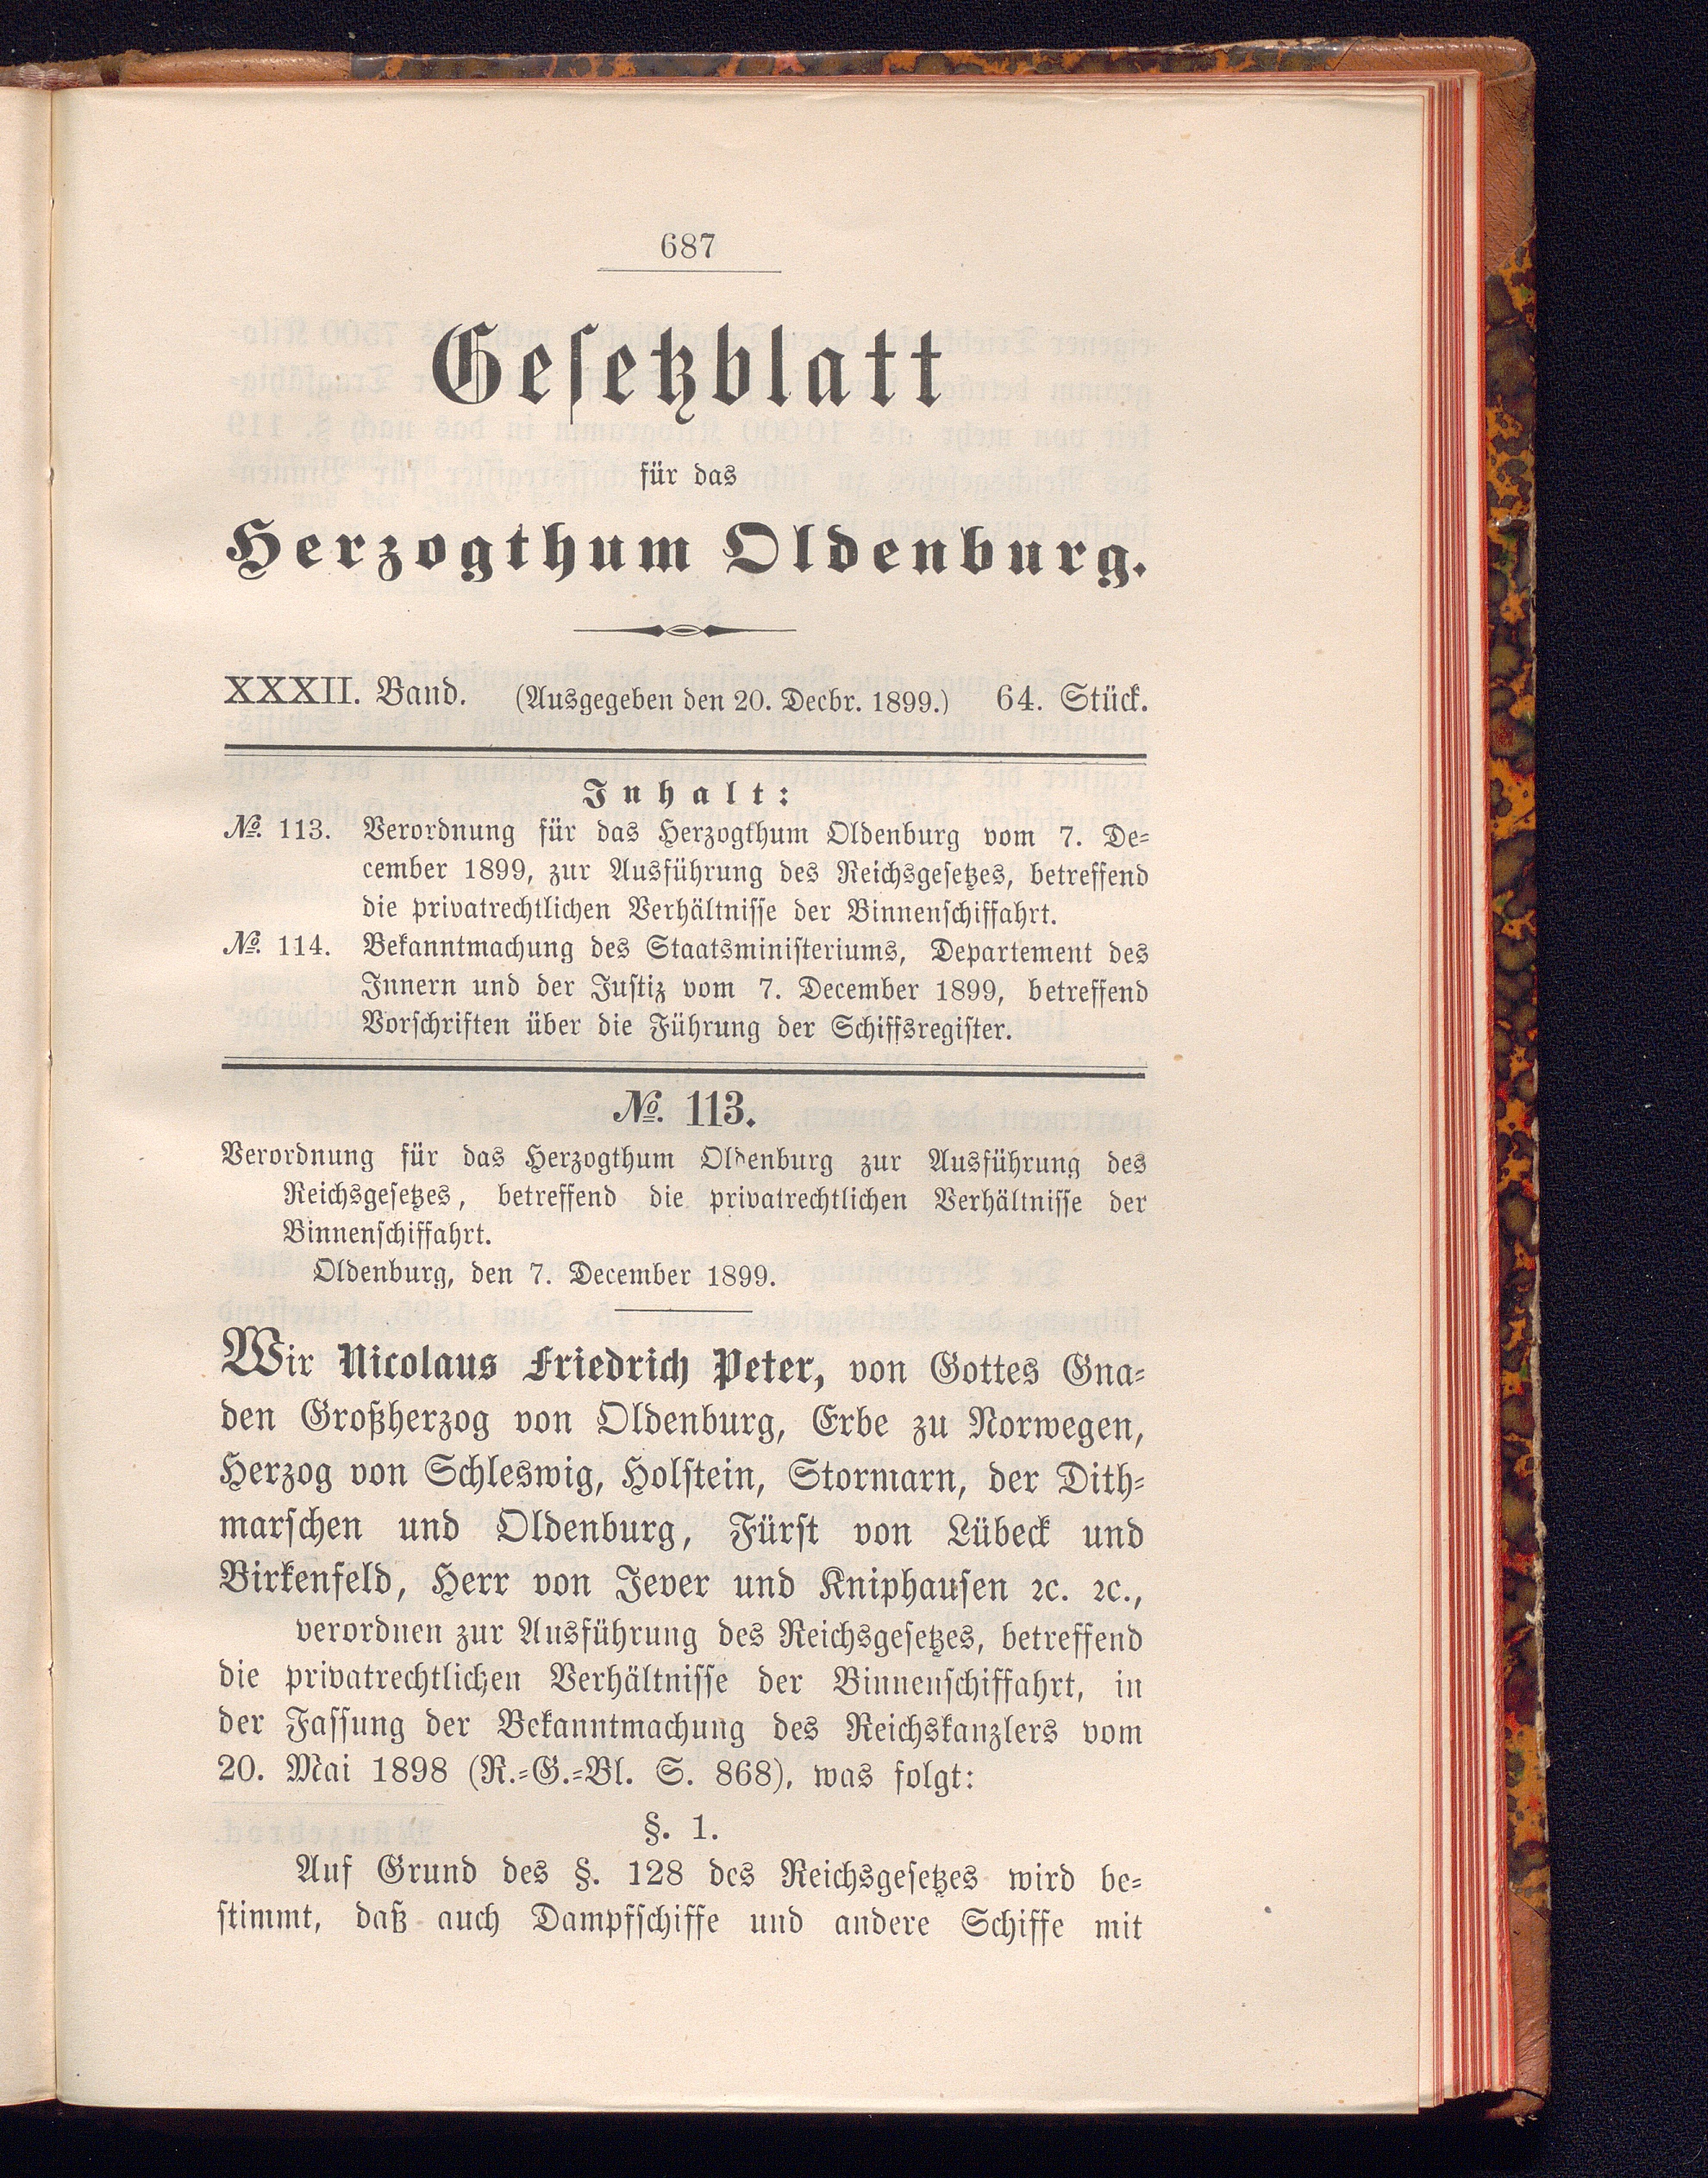 687
Gesetzblatt
für das
Herzogthum Oldenburg.
XXXII. Band. (Ausgegeben den 20. Decbr. 1899.) 64. Stück.
Inhalt:
№. 113. Verordnung für das Herzogthum Oldenburg vom 7. De-
cember 1899, zur Ausführung des Reichsgesetzes, betreffend
die privatrechtlichen Verhältnisse der Binnenschiffahrt.
№. 114. Bekanntmachung des Staatsministeriums, Departement des
Innern und der Justiz vom 7. December 1899, betreffend
Vorschriften über die Führung der Schiffsregister.
№. 113.
Verordnung für das Herzogthum Oldenburg zur Ausführung des
Reichsgesetzes, betreffend die privatrechtlichen Verhältnisse der
Binnenschiffahrt.
Oldenburg, den 7. December 1899.
Wir Nicolaus Friedrich Peter, von Gottes Gna-
den Großherzog von Oldenburg, Erbe zu Norwegen,
Herzog von Schleswig, Holstein, Stormarn, der Dith-
marschen und Oldenburg, Fürst von Lübeck und
Birkenfeld, Herr von Jever und Kniphausen ꝛc. ꝛc.,
verordnen zur Ausführung des Reichsgesetzes, betreffend
die privatrechtlichen Verhältnisse der Binnenschiffahrt, in
der Fassung der Bekanntmachung des Reichskanzlers vom
20. Mai 1898 (R.-G.-Bl. S. 868), was folgt:
§. 1.
Auf Grund des §. 128 des Reichsgesetzes wird be-
stimmt, daß auch Dampfschiffe und andere Schiffe mit